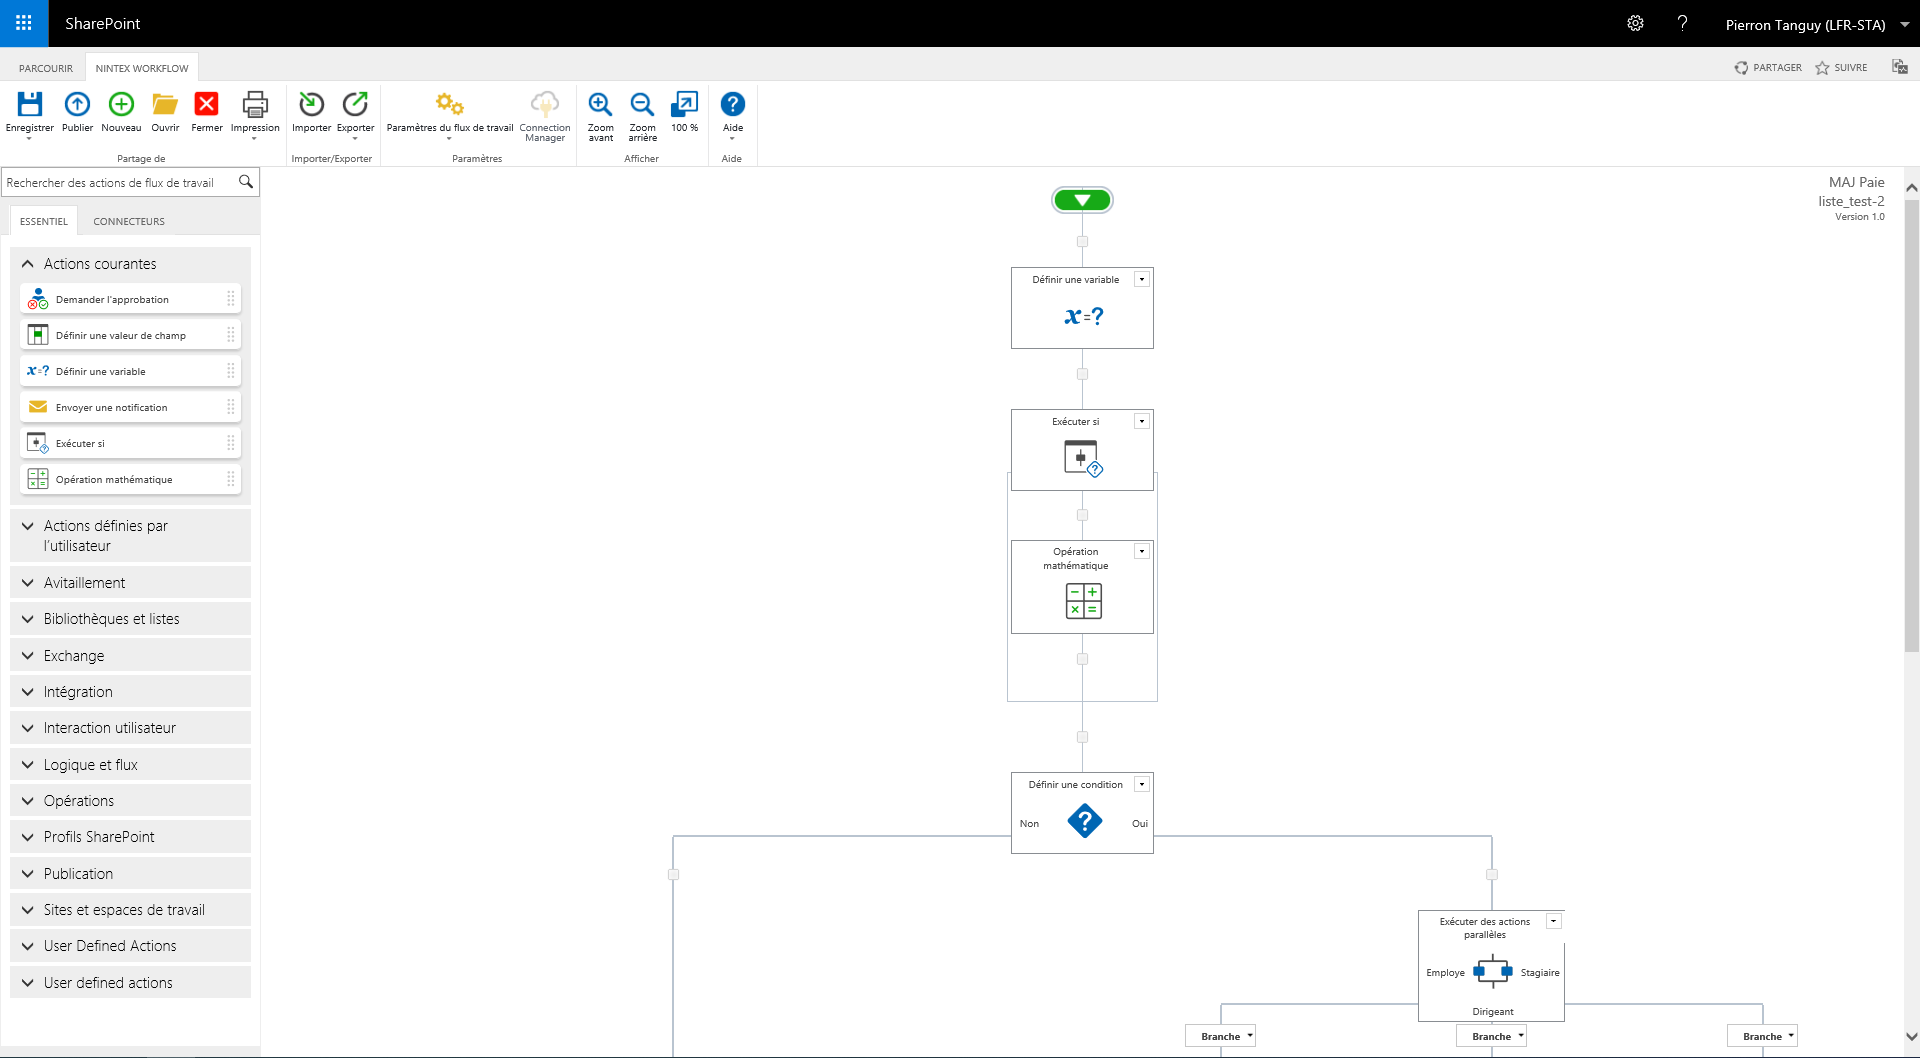 SharePoint
Pierron Tanguy (LFR-STA)
PARCOURIR
NINTEX WORKFLOW
PARTAGER
SUIVRE
Enregistrer
Publier
Nouveau
Ouvrir
Fermer
Impression
Importer
Exporter
Paramètres du flux de travail
Connection
Manager
Zoom
avant
Zoom
arrière
100 %
Aide
Partage de
Importer/Exporter
Paramètres
Afficher
Aide
Rechercher des actions de flux de travail
MAJ Paie
liste_test-2
Version 1.0
ESSENTIEL
CONNECTEURS
Actions courantes
Demander l'approbation
Définir une valeur de champ
Définir une variable
Envoyer une notification
Exécuter si
Opération mathématique
Actions définies par
l'utilisateur
Avitaillement
Bibliothèques et listes
Exchange
Intégration
Interaction utilisateur
Logique et flux
Opérations
Profils SharePoint
Publication
Sites et espaces de travail
User Defined Actions
User defined actions
Définir une variable
x=?
Exécuter si
Opération
mathématique
Définir une condition
Non
Oui
Exécuter des actions
parallèles
Employe
Stagiaire
Dirigeant
Branche
Branche
Branche